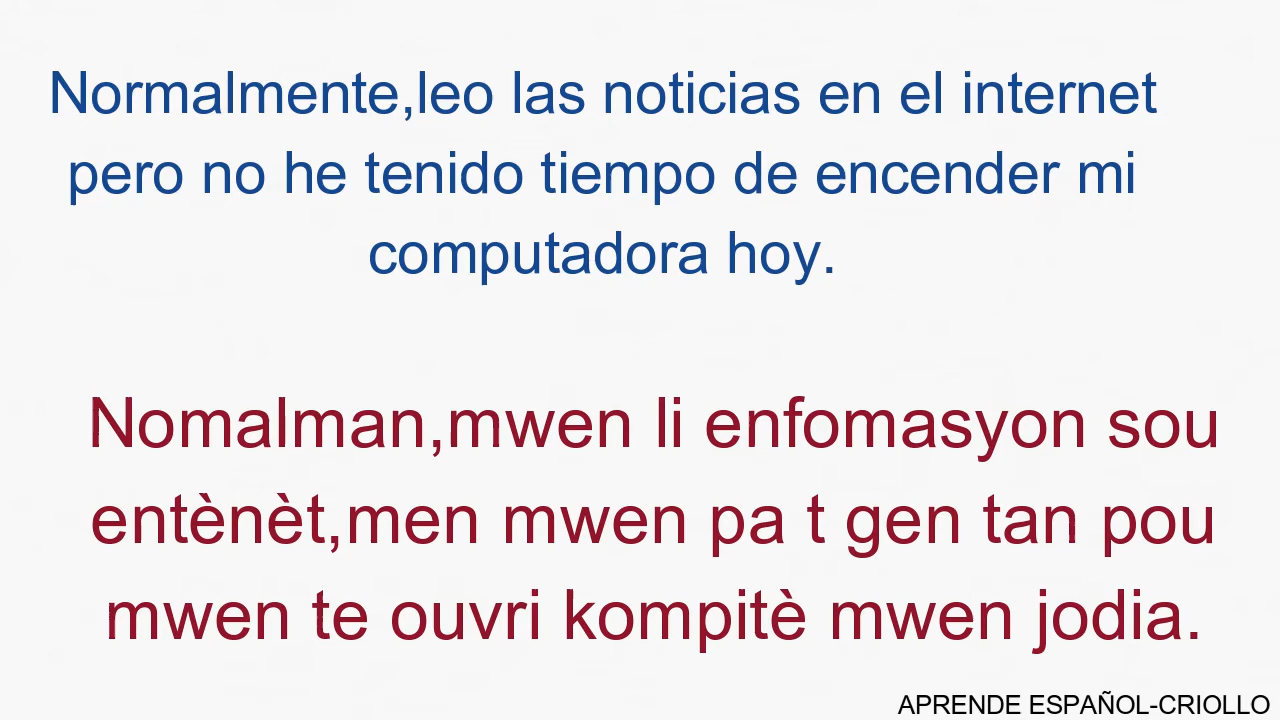 Normalmente,leo las noticias en el internet
pero no he tenido tiempo de encender mi
computadora hoy.
Nomalman,mwen li enfomasyon sou
entènèt,men mwen pa t gen tan pou
mwen te ouvri kompitè mwen jodia.
APRENDE ESPAÑOL-CRIOLLO